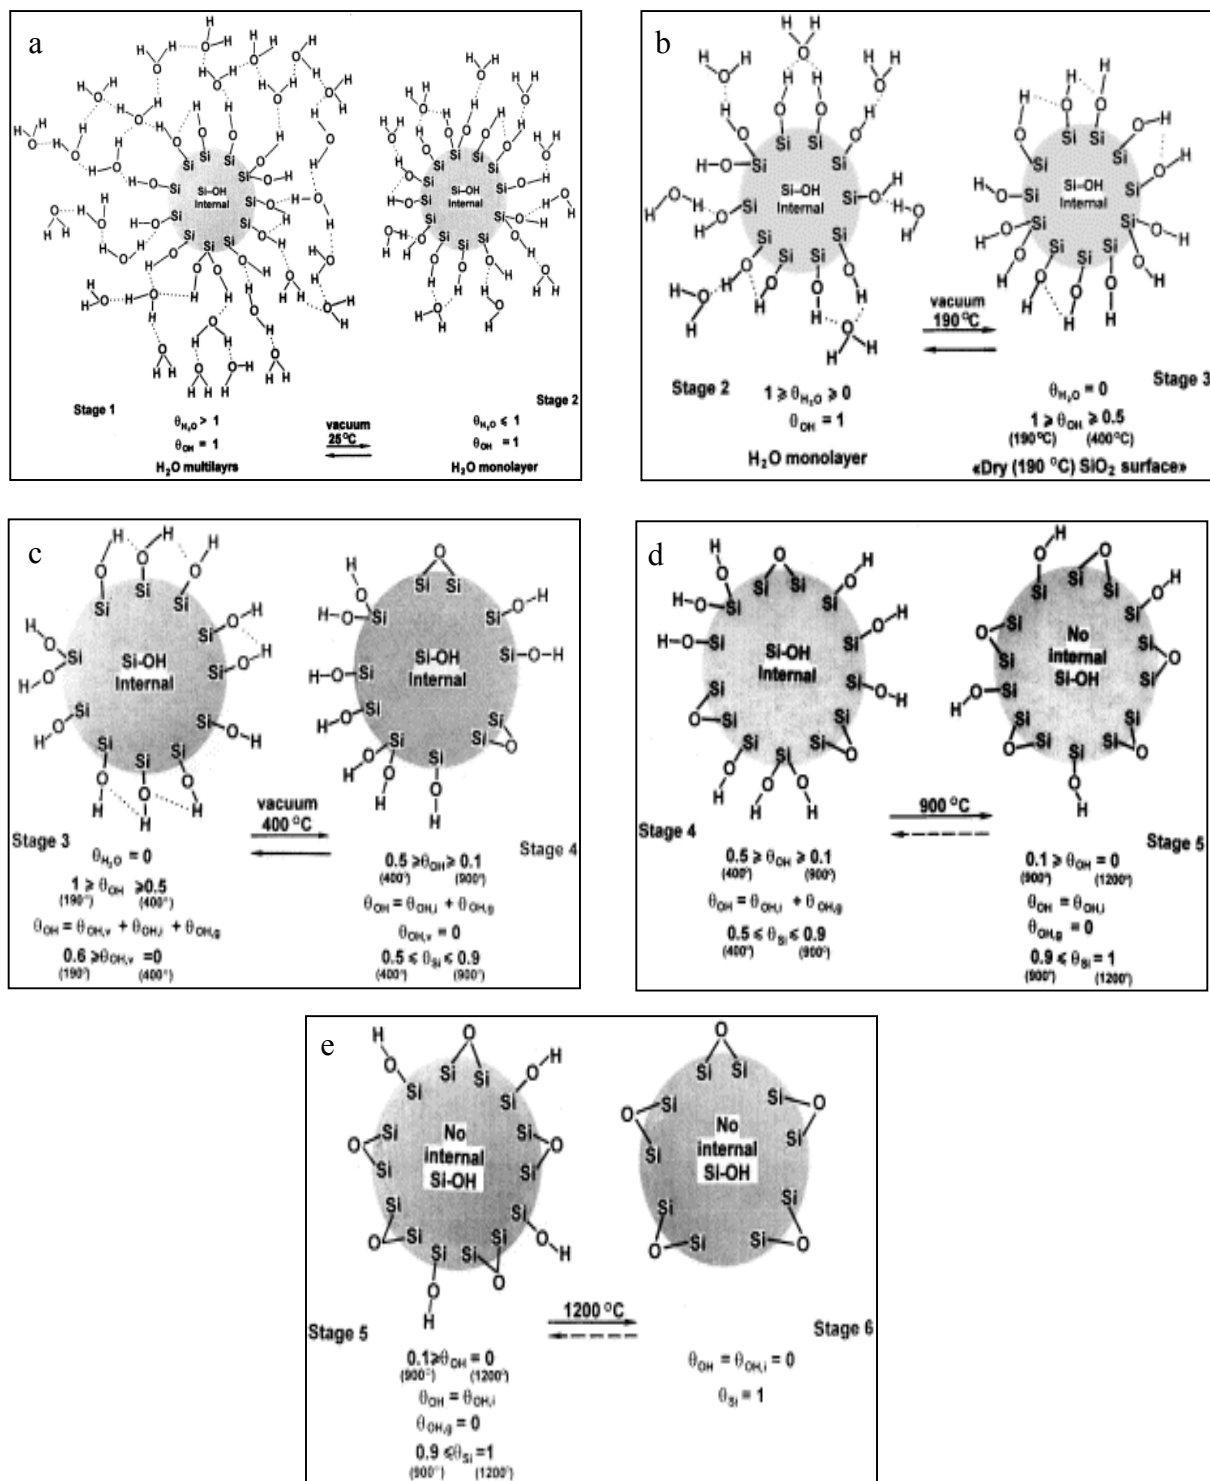 a
Si-OH
Internal
Si-OH
Internal
Stage 1
θH₂O > 1
θOH = 1
H₂O multilayrs
vacuum
25°C
Stage 2
θH₂O ≤ 1
θOH = 1
H₃O monolayer
b
Si-OH
Internal
Si-OH
Internal
vacuum
190°C
Stage 2
1 ≥ θH₂O ≥ 0
θOH = 1
H₂O monolayer
Stage 3
θH₂O = 0
1 ≥ θOH ≥ 0.5
(190°C) (400°C)
«Dry (190 °C) SiO₂ surface»
c
Si-OH
Internal
Si-OH
Internal
vacuum
400 °C
Stage 3
θH₂O = 0
1 ≥ θOH ≥ 0.5
(190°) (400°)
θOH = θOH,v + θOH,i + θOH,g
0.6 ≥ θOH,v = 0
(190°) (400°)
Stage 4
0.5 ≥ θOH ≥ 0.1
(400°) (900°)
θOH = θOH,i + θOH,g
θOH,v = 0
0.5 ≤ θSi ≤ 0.9
(400°) (900°)
d
Si-OH
Internal
No
internal
Si-OH
900 °C
Stage 4
0.5 ≥ θOH ≥ 0.1
(400°) (900°)
θOH = θOH,i + θOH,g
0.5 ≤ θSi ≤ 0.9
(400°) (900°)
Stage 5
0.1 ≥ θOH = 0
(900°) (1200°)
θOH = θOH,i
θOH,g = 0
0.9 ≤ θSi = 1
(900°) (1200°)
e
No
internal
Si-OH
No
internal
Si-OH
1200 °C
Stage 5
0.1 ≥ θOH = 0
(900°) (1200°)
θOH = θOH,i
θOH,g = 0
0.9 ≤ θSi = 1
(900°) (1200°)
Stage 6
θOH = θOH,i = 0
θSi = 1